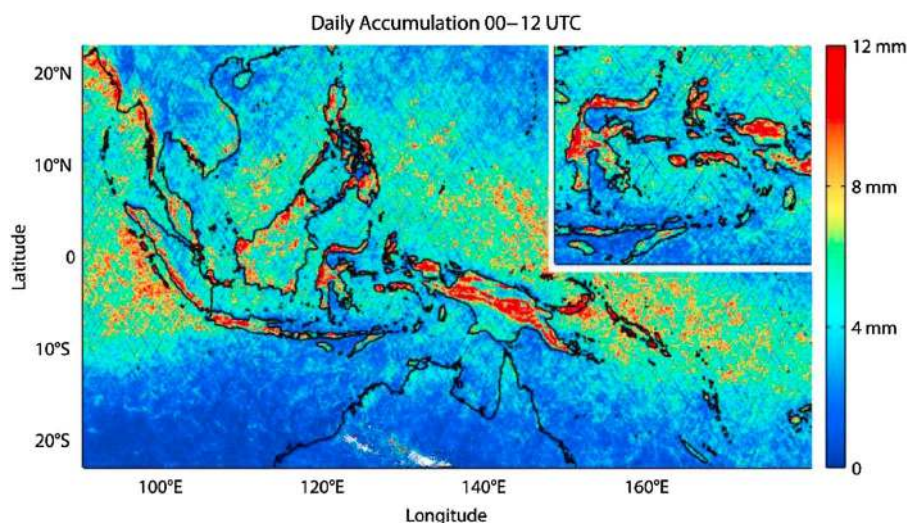 Daily Accumulation 00−12 UTC
12 mm
20°N
10°N
8 mm
Latitude
0
4 mm
10°S
20°S
0
100°E
120°E
140°E
160°E
Longitude